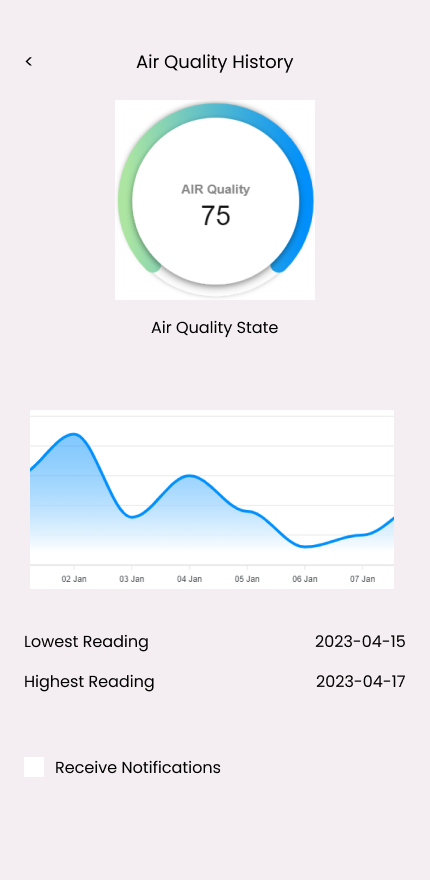 < Air Quality History
AIR Quality
75
Air Quality State
02 Jan 03 Jan 04 Jan 05 Jan 06 Jan 07 Jan
Lowest Reading 2023-04-15
Highest Reading 2023-04-17
Receive Notifications